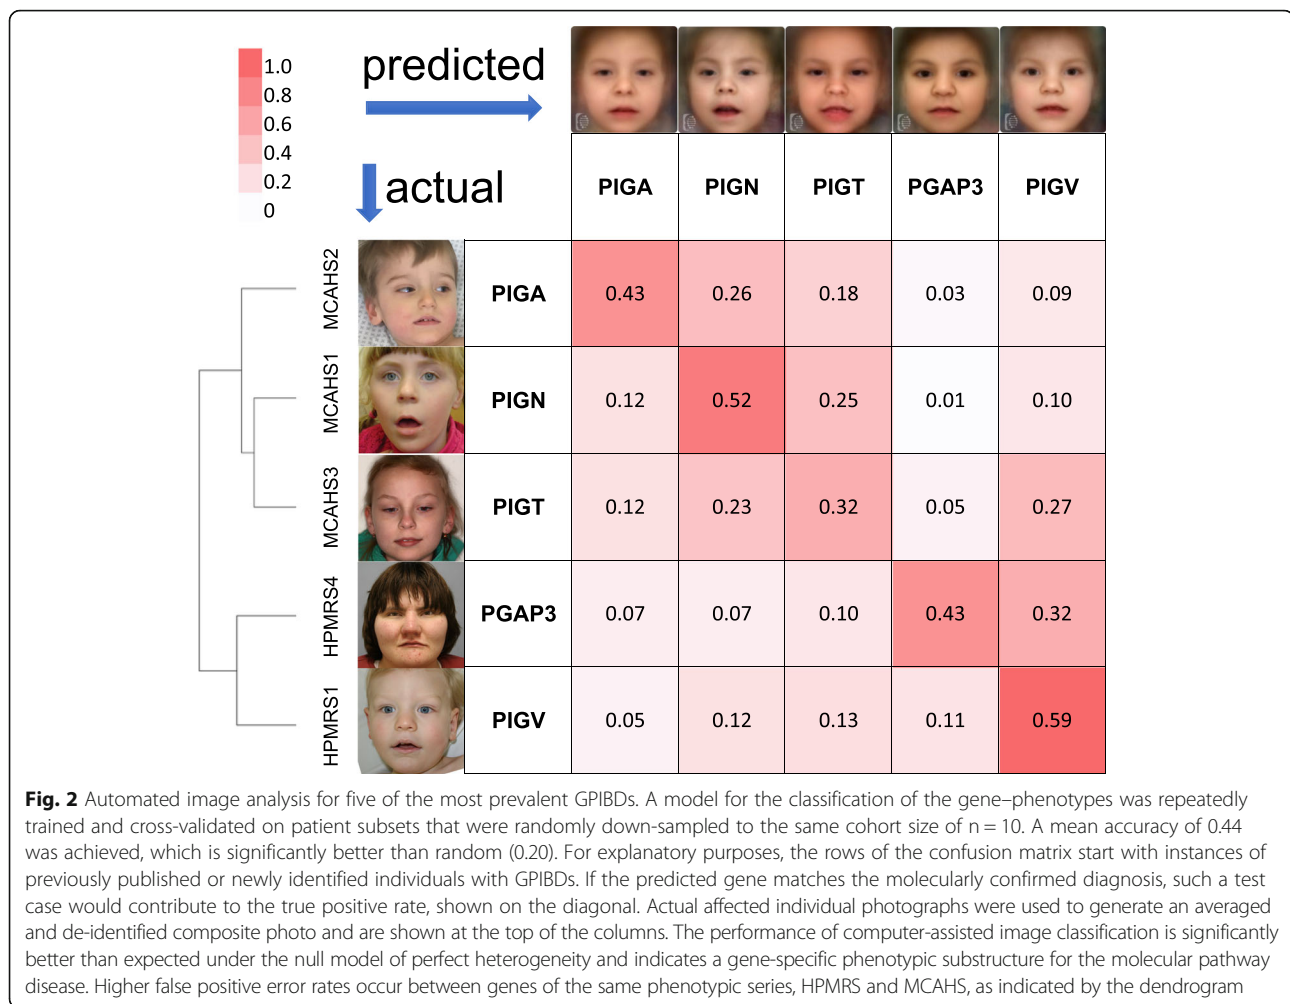 predicted
1.0
0.8
0.6
0.4
0.2
0
actual
PIGA PIGN PIGT PGAP3 PIGV
MCAHS2 PIGA 0.43 0.26 0.18 0.03 0.09
MCAHS1 PIGN 0.12 0.52 0.25 0.01 0.10
MCAHS3 PIGT 0.12 0.23 0.32 0.05 0.27
HPMRS4 PGAP3 0.07 0.07 0.10 0.43 0.32
HPMRS1 PIGV 0.05 0.12 0.13 0.11 0.59
Fig. 2 Automated image analysis for five of the most prevalent GPIBDs. A model for the classification of the gene–phenotypes was repeatedly
trained and cross-validated on patient subsets that were randomly down-sampled to the same cohort size of n = 10. A mean accuracy of 0.44
was achieved, which is significantly better than random (0.20). For explanatory purposes, the rows of the confusion matrix start with instances of
previously published or newly identified individuals with GPIBDs. If the predicted gene matches the molecularly confirmed diagnosis, such a test
case would contribute to the true positive rate, shown on the diagonal. Actual affected individual photographs were used to generate an averaged
and de-identified composite photo and are shown at the top of the columns. The performance of computer-assisted image classification is significantly
better than expected under the null model of perfect heterogeneity and indicates a gene-specific phenotypic substructure for the molecular pathway
disease. Higher false positive error rates occur between genes of the same phenotypic series, HPMRS and MCAHS, as indicated by the dendrogram